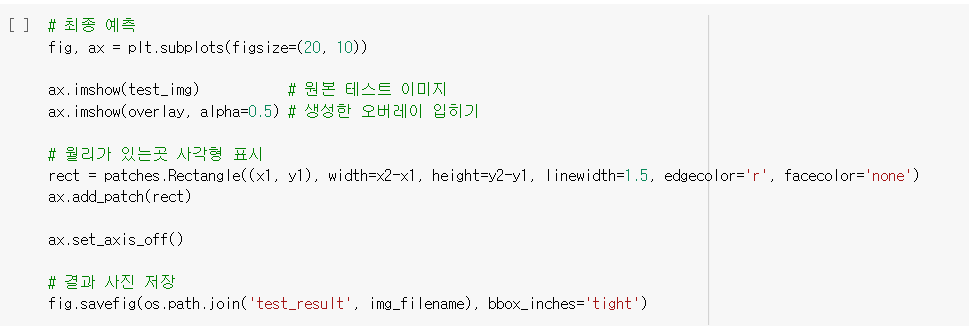 [ ] # 최종 예측
fig, ax = plt.subplots(figsize=(20, 10))
ax.imshow(test_img) # 원본 테스트 이미지
ax.imshow(overlay, alpha=0.5) # 생성한 오버레이 입히기
# 월리가 있는곳 사각형 표시
rect = patches.Rectangle((x1, y1), width=x2-x1, height=y2-y1, linewidth=1.5, edgecolor='r', facecolor='none')
ax.add_patch(rect)
ax.set_axis_off()
# 결과 사진 저장
fig.savefig(os.path.join('test_result', img_filename), bbox_inches='tight')